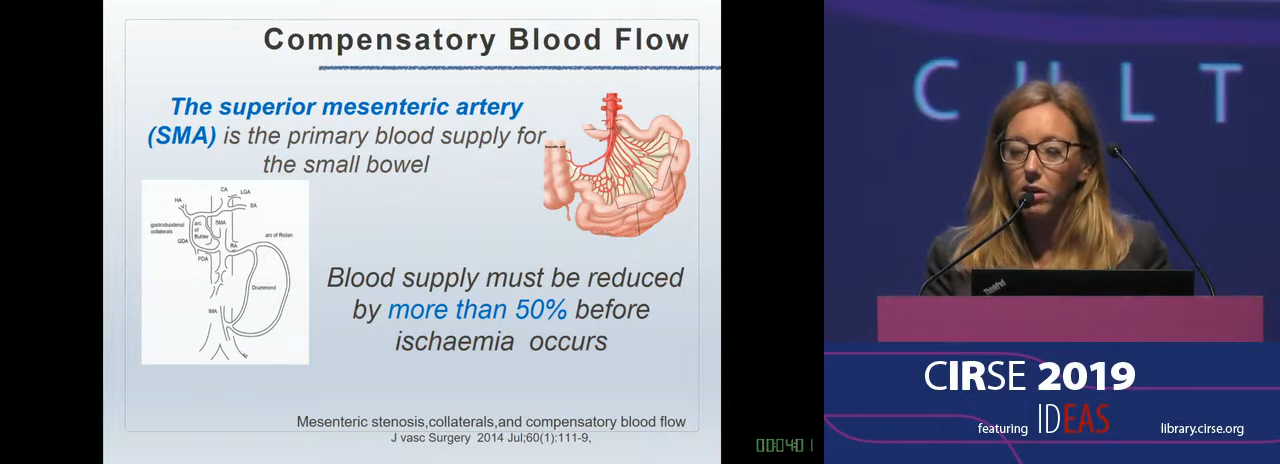 Compensatory Blood Flow
The superior mesenteric artery
(SMA) is the primary blood supply for
the small bowel
CA
LGA
HA
SA
gastroduodenal
collaterals
arc
of
Buhler
SMA
GDA
RA
arc of Riolan
PDA
Drummond
IMA
Blood supply must be reduced
by more than 50% before
ischaemia occurs
Mesenteric stenosis,collaterals,and compensatory blood flow
J vasc Surgery 2014 Jul;60(1):111-9,
C U L T
ThinkPad
CIRSE 2019
featuring IDEAS
library.cirse.org